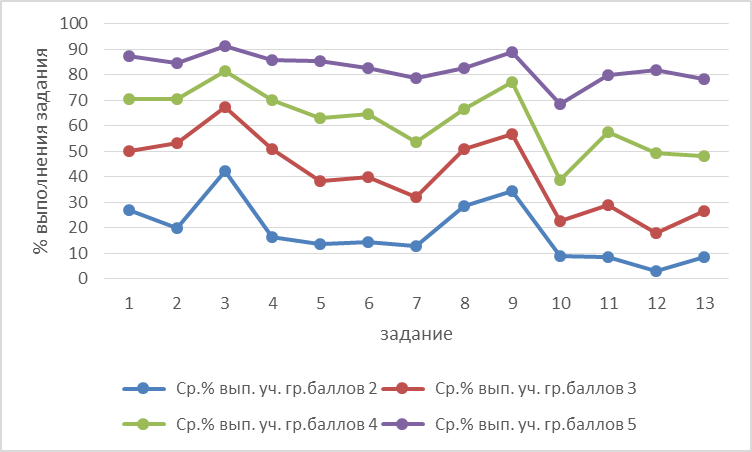 100
90
80
70
60
50
40
30
20
10
0
% выполнения задания
1 2 3 4 5 6 7 8 9 10 11 12 13
задание
Ср.% вып. уч. гр.баллов 2 Ср.% вып. уч. гр.баллов 3
Ср.% вып. уч. гр.баллов 4 Ср.% вып. уч. гр.баллов 5